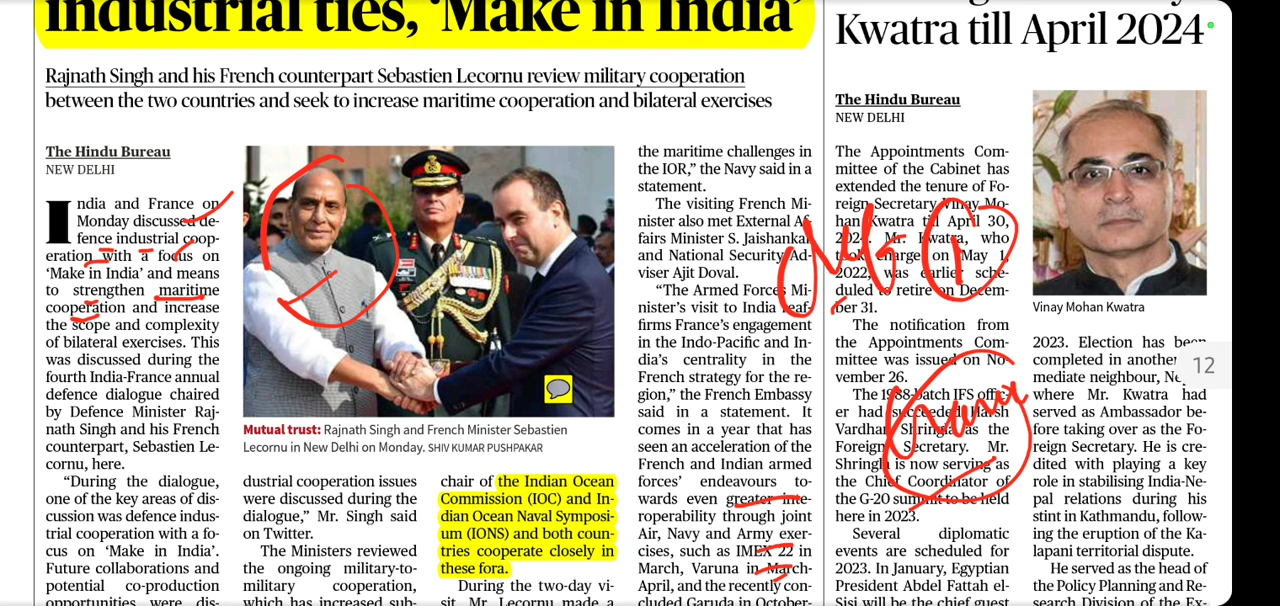 industrial ties, ‘Make in India’
Rajnath Singh and his French counterpart Sebastien Lecornu review military cooperation
between the two countries and seek to increase maritime cooperation and bilateral exercises
The Hindu Bureau
NEW DELHI
India and France on
Monday discussed de-
fence industrial coop-
eration with a focus on
‘Make in India’ and means
to strengthen maritime
cooperation and increase
the scope and complexity
of bilateral exercises. This
was discussed during the
fourth India-France annual
defence dialogue chaired
by Defence Minister Raj-
nath Singh and his French
counterpart, Sebastien Le-
cornu, here.
“During the dialogue,
one of the key areas of dis-
cussion was defence indus-
trial cooperation with a fo-
cus on ‘Make in India’.
Future collaborations and
potential co-production
opportunities were dis-
Mutual trust: Rajnath Singh and French Minister Sebastien
Lecornu in New Delhi on Monday. SHIV KUMAR PUSHPAKAR
dustrial cooperation issues
were discussed during the
dialogue,” Mr. Singh said
on Twitter.
The Ministers reviewed
the ongoing military-to-
military cooperation,
which has increased sub-
chair of the Indian Ocean
Commission (IOC) and In-
dian Ocean Naval Symposi-
um (IONS) and both coun-
tries cooperate closely in
these fora.
During the two-day vi-
sit, Mr. Lecornu made a
the maritime challenges in
the IOR,” the Navy said in a
statement.
The visiting French Mi-
nister also met External Af-
fairs Minister S. Jaishankar
and National Security Ad-
viser Ajit Doval.
“The Armed Forces Mi-
nister’s visit to India reaf-
firms France’s engagement
in the Indo-Pacific and In-
dia’s centrality in the
French strategy for the re-
gion,” the French Embassy
said in a statement. It
comes in a year that has
seen an acceleration of the
French and Indian armed
forces’ endeavours to-
wards even greater inte-
roperability through joint
Air, Navy and Army exer-
cises, such as IMEX 22 in
March, Varuna in March-
April, and the recently con-
cluded Garuda in October-
Kwatra till April 2024
The Hindu Bureau
NEW DELHI
The Appointments Com-
mittee of the Cabinet has
extended the tenure of Fo-
reign Secretary Vinay Mo-
han Kwatra till April 30,
2024. Mr. Kwatra, who
took charge on May 1,
2022, was earlier sche-
duled to retire on Decem-
ber 31.
The notification from
the Appointments Com-
mittee was issued on No-
vember 26.
The 1988-batch IFS offic-
er had succeeded Harsh
Vardhan Shringla as the
Foreign Secretary. Mr.
Shringla is now serving as
the Chief Coordinator of
the G-20 summit to be held
here in 2023.
Several diplomatic
events are scheduled for
2023. In January, Egyptian
President Abdel Fattah el-
Sisi will be the chief guest
Vinay Mohan Kwatra
2023. Election has been
completed in another
mediate neighbour,
where Mr. Kwatra had
served as Ambassador be-
fore taking over as the Fo-
reign Secretary. He is cre-
dited with playing a key
role in stabilising India-Ne-
pal relations during his
stint in Kathmandu, follow-
ing the eruption of the Ka-
lapani territorial dispute.
He served as the head of
the Policy Planning and Re-
search Division of the Ex-
12